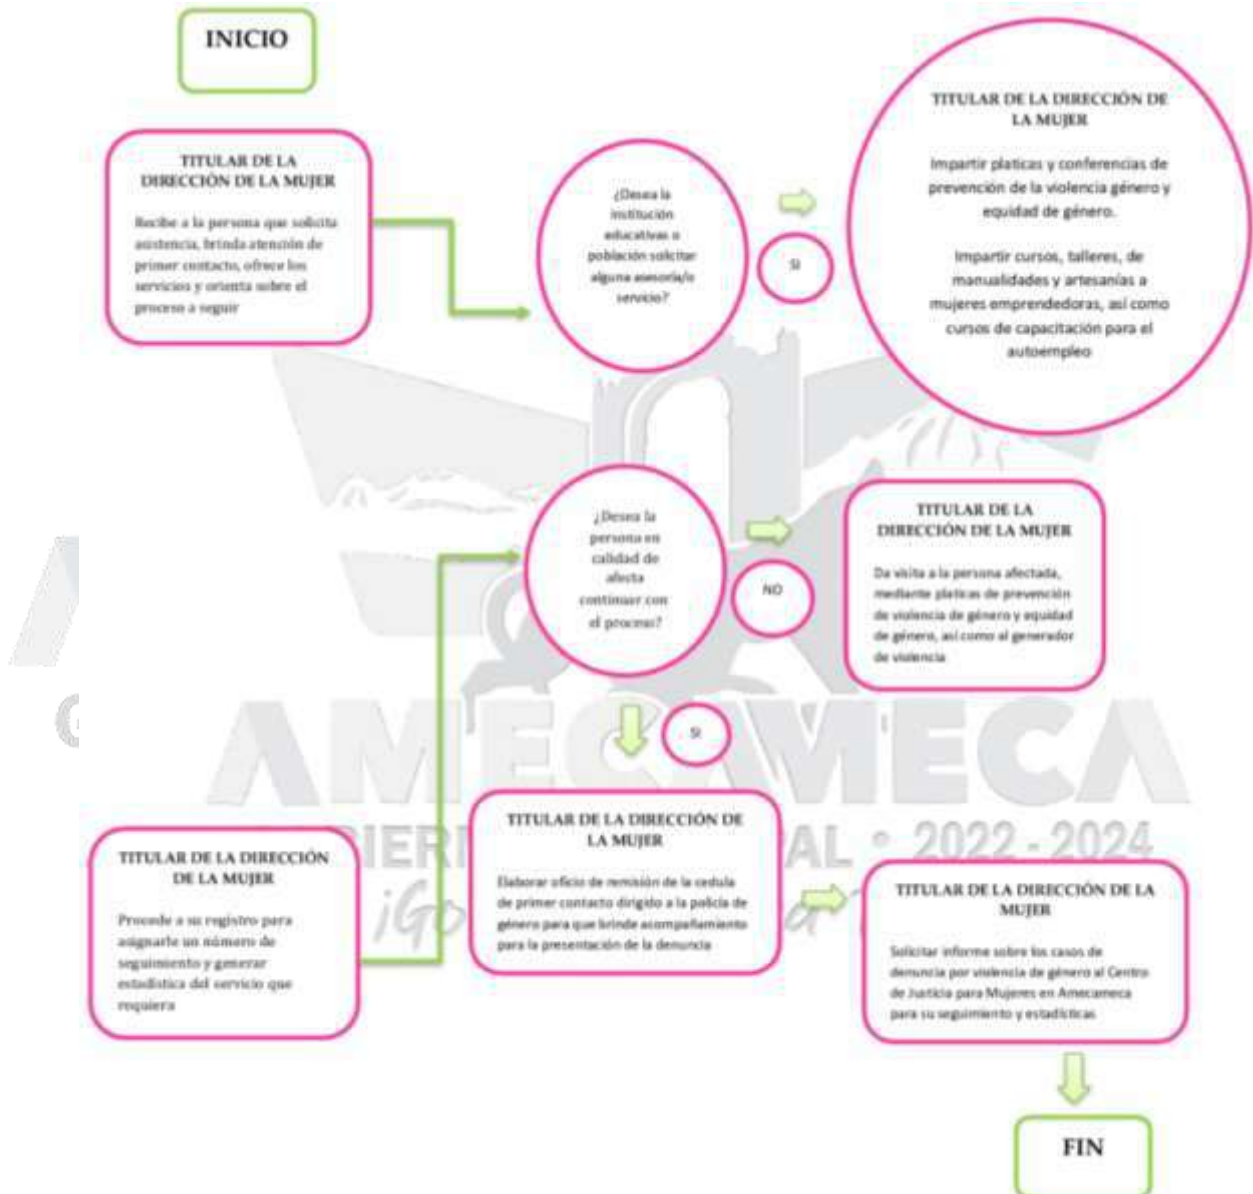 INICIO
TITULAR DE LA
DIRECCIÓN DE LA MUJER
Recibe a la persona que solicita
asistencia, brinda atención de
primer contacto, ofrece los
servicios y orienta sobre el
proceso a seguir
¿Desea la
institución
educativas o
población solicitar
alguna asesoría/o
servicio?
SI
TITULAR DE LA DIRECCIÓN DE
LA MUJER
Impartir platicas y conferencias de
prevención de la violencia género y
equidad de género.
Impartir cursos, talleres, de
manualidades y artesanías a
mujeres emprendedoras, así como
cursos de capacitación para el
autoempleo
¿Desea la
persona en
calidad de
afecta
continuar con
el proceso?
NO
TITULAR DE LA
DIRECCIÓN DE LA MUJER
Da visita a la persona afectada,
mediante platicas de prevención
de violencia de género y equidad
de género, así como al generador
de violencia
SI
AMECAMECA
2022 - 2024
TITULAR DE LA DIRECCIÓN
DE LA MUJER
Procede a su registro para
asignarle un número de
seguimiento y generar
estadística del servicio que
requiera
TITULAR DE LA DIRECCIÓN DE
LA MUJER
Elaborar oficio de remisión de la cedula
de primer contacto dirigido a la policía de
género para que brinde acompañamiento
para la presentación de la denuncia
TITULAR DE LA DIRECCIÓN DE LA
MUJER
Solicitar informe sobre los casos de
denuncia por violencia de género al Centro
de Justicia para Mujeres en Amecameca
para su seguimiento y estadísticas
FIN